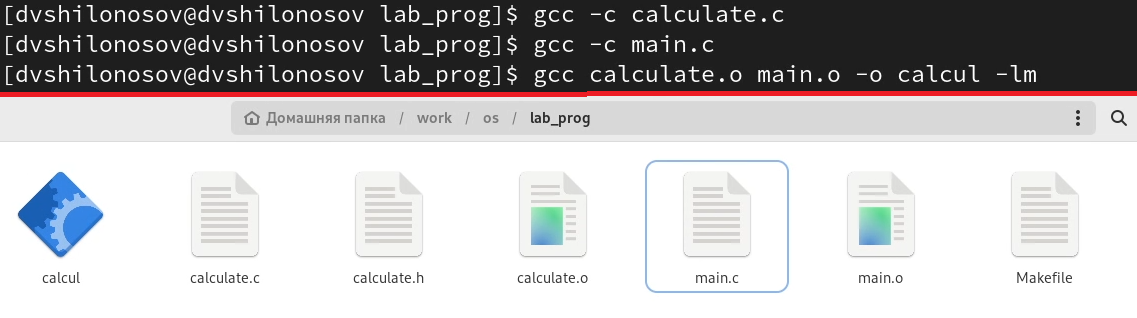 [dvshilonosov@dvshilonosov lab_prog]$ gcc -c calculate.c
[dvshilonosov@dvshilonosov lab_prog]$ gcc -c main.c
[dvshilonosov@dvshilonosov lab_prog]$ gcc calculate.o main.o -o calcul -lm
Домашняя папка / work / os / lab_prog
calcul calculate.c calculate.h calculate.o main.c main.o Makefile